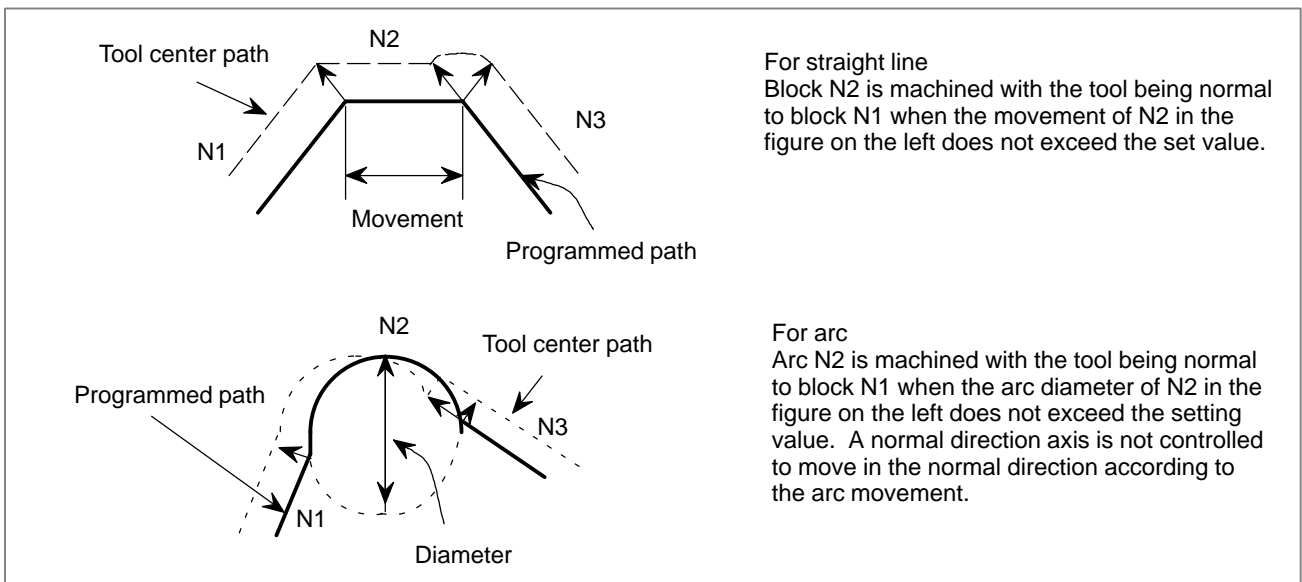 Tool center path
N2
N1
N3
Movement
Programmed path
For straight line
Block N2 is machined with the tool being normal
to block N1 when the movement of N2 in the
figure on the left does not exceed the set value.
N2
Tool center path
Programmed path
N3
N1
Diameter
For arc
Arc N2 is machined with the tool being normal
to block N1 when the arc diameter of N2 in the
figure on the left does not exceed the setting
value.  A normal direction axis is not controlled
to move in the normal direction according to
the arc movement.